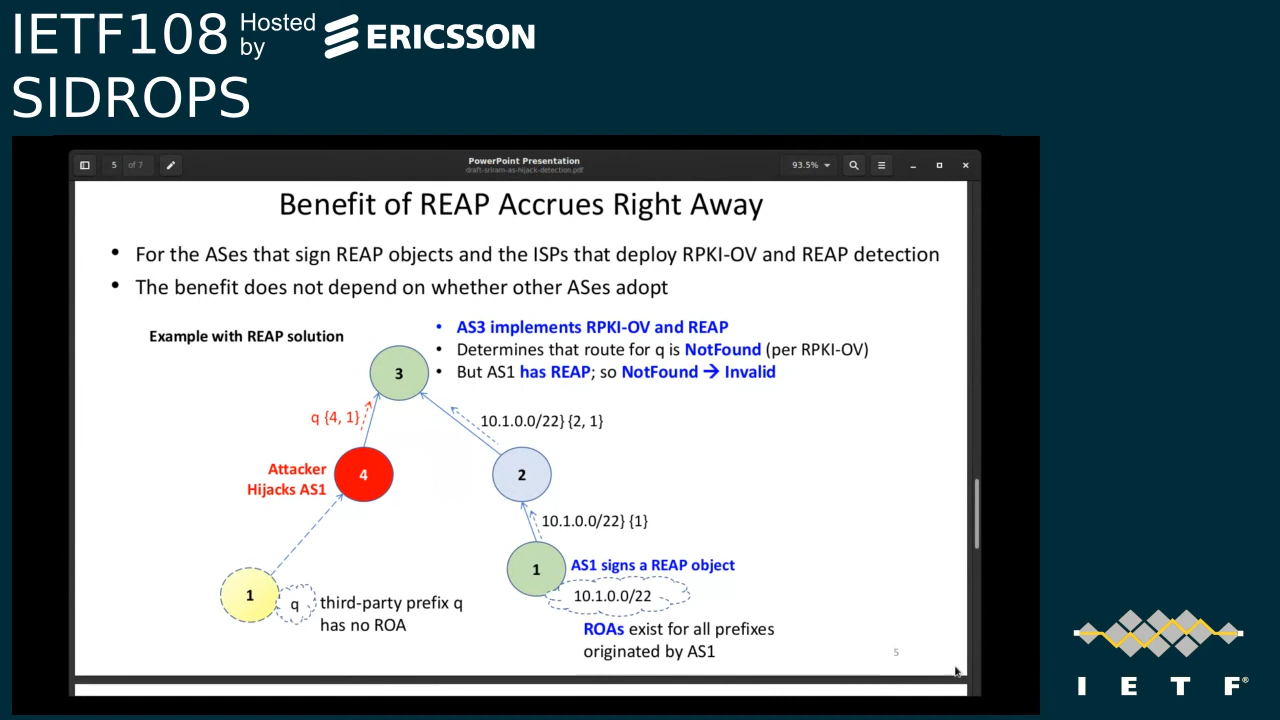 IETF108 Hosted by ERICSSON
SIDROPS
5 of 7
PowerPoint Presentation
draft-sriram-as-hijack-detection.pdf
93.5%
Benefit of REAP Accrues Right Away
• For the ASes that sign REAP objects and the ISPs that deploy RPKI-OV and REAP detection
• The benefit does not depend on whether other ASes adopt
Example with REAP solution
• AS3 implements RPKI-OV and REAP
• Determines that route for q is NotFound (per RPKI-OV)
• But AS1 has REAP; so NotFound → Invalid
3
q {4, 1}
10.1.0.0/22} {2, 1}
Attacker
Hijacks AS1
4
2
10.1.0.0/22} {1}
1
AS1 signs a REAP object
10.1.0.0/22
1
q
third-party prefix q
has no ROA
ROAs exist for all prefixes
originated by AS1
5
I E T F®